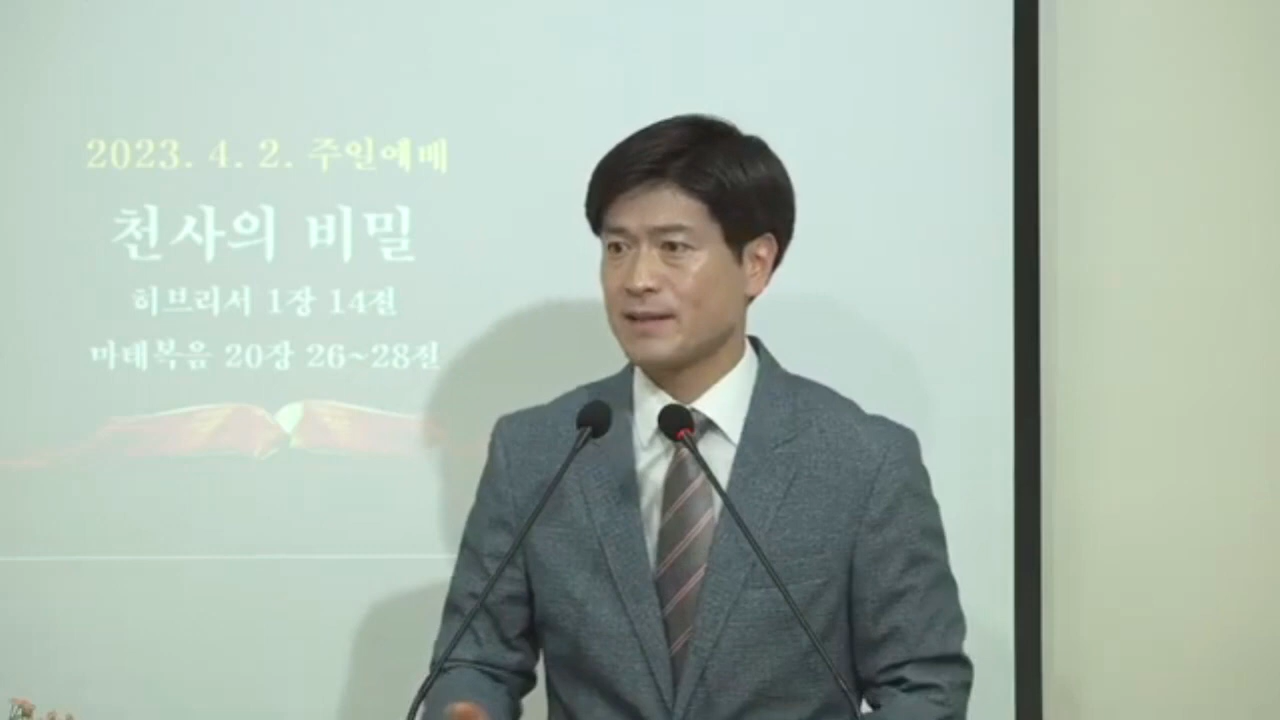 2023. 4. 2. 주일예배
천사의 비밀
히브리서 1장 14절
마태복음 20장 26~28절